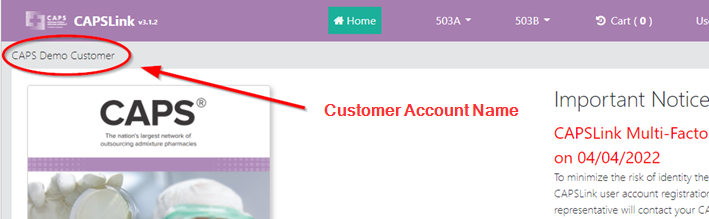 CAPS CAPSLink v3.1.2 Home 503A 503B Cart ( 0 )
CAPS Demo Customer
Customer Account Name
CAPS®
The nation's largest network of
outsourcing admixture pharmacies
Important Notice
CAPSLink Multi-Facto
on 04/04/2022
To minimize the risk of identity the
CAPSLink user account registration
representative will contact your CA